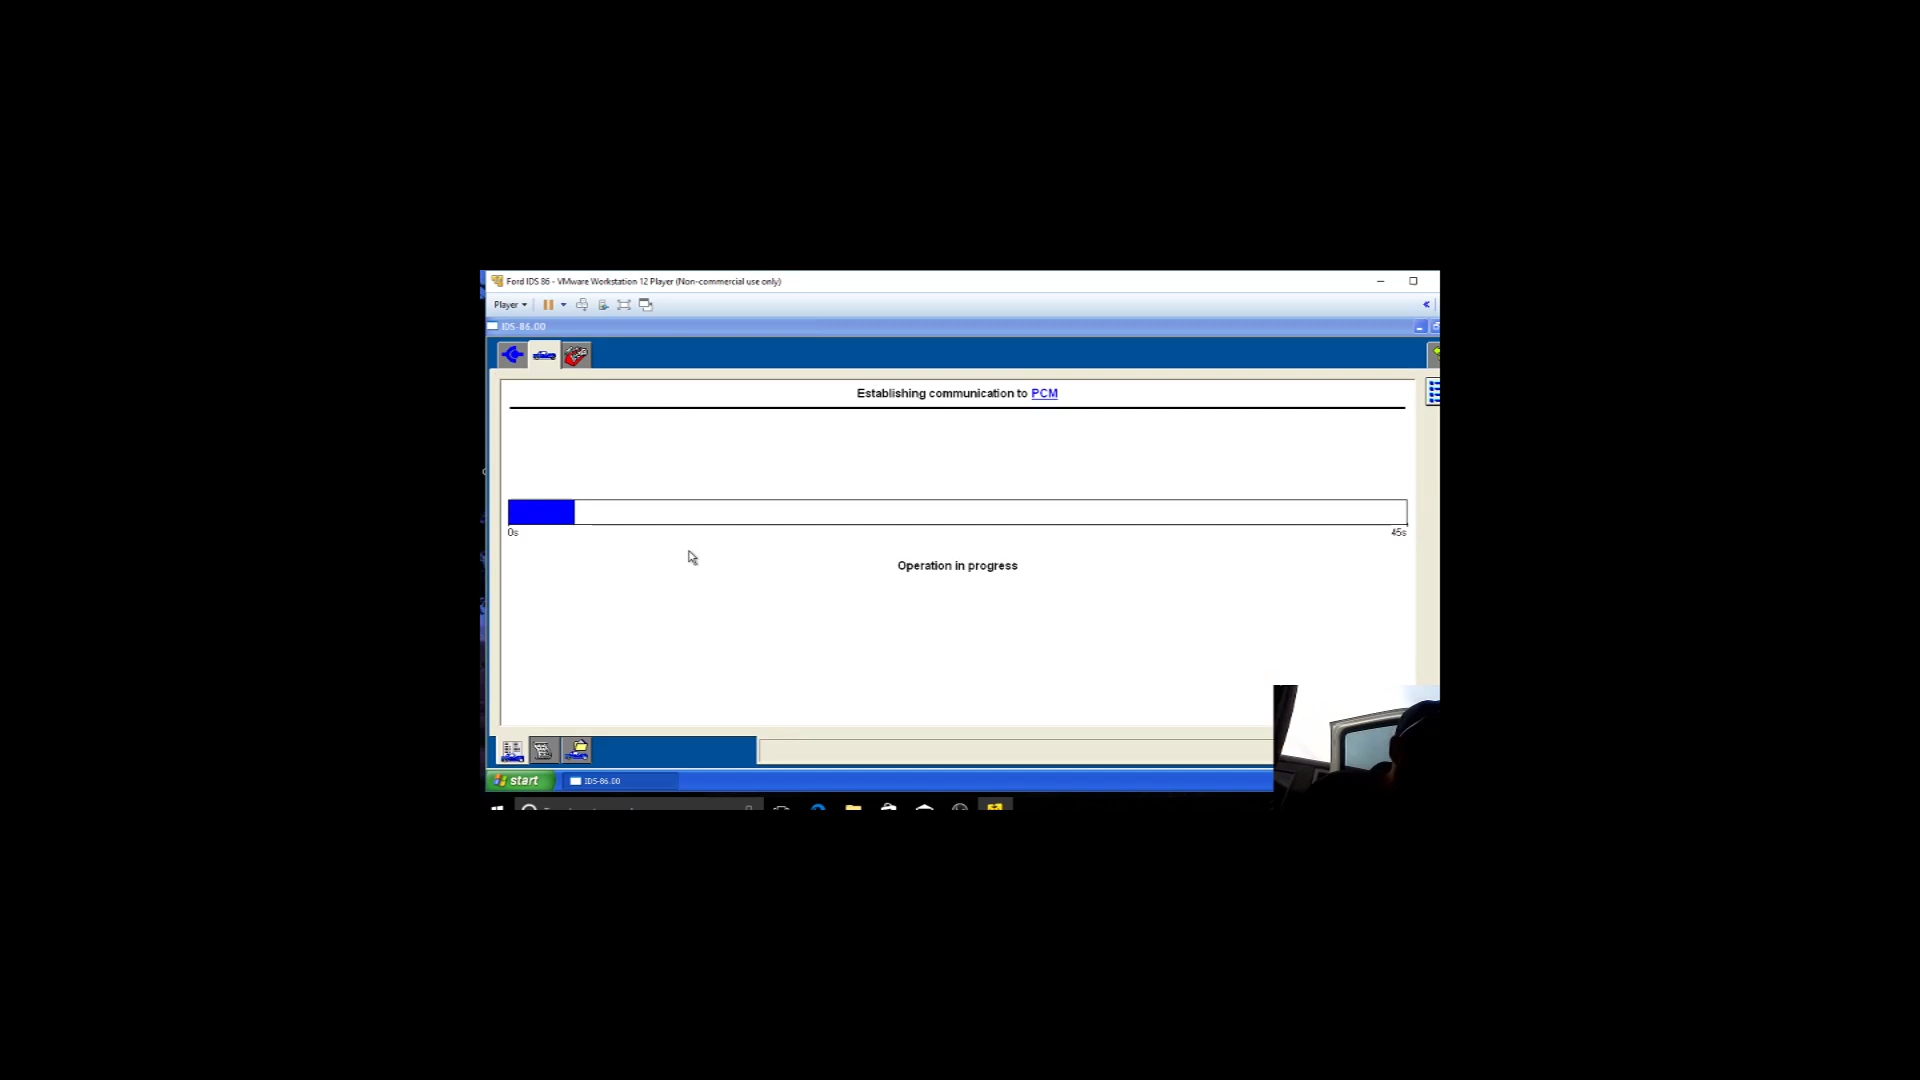 Ford IDS 86 - VMware Workstation 12 Player (Non-commercial use only)
Player
IDS-86.00
Establishing communication to PCM
0s
45s
Operation in progress
start
IDS-86.00